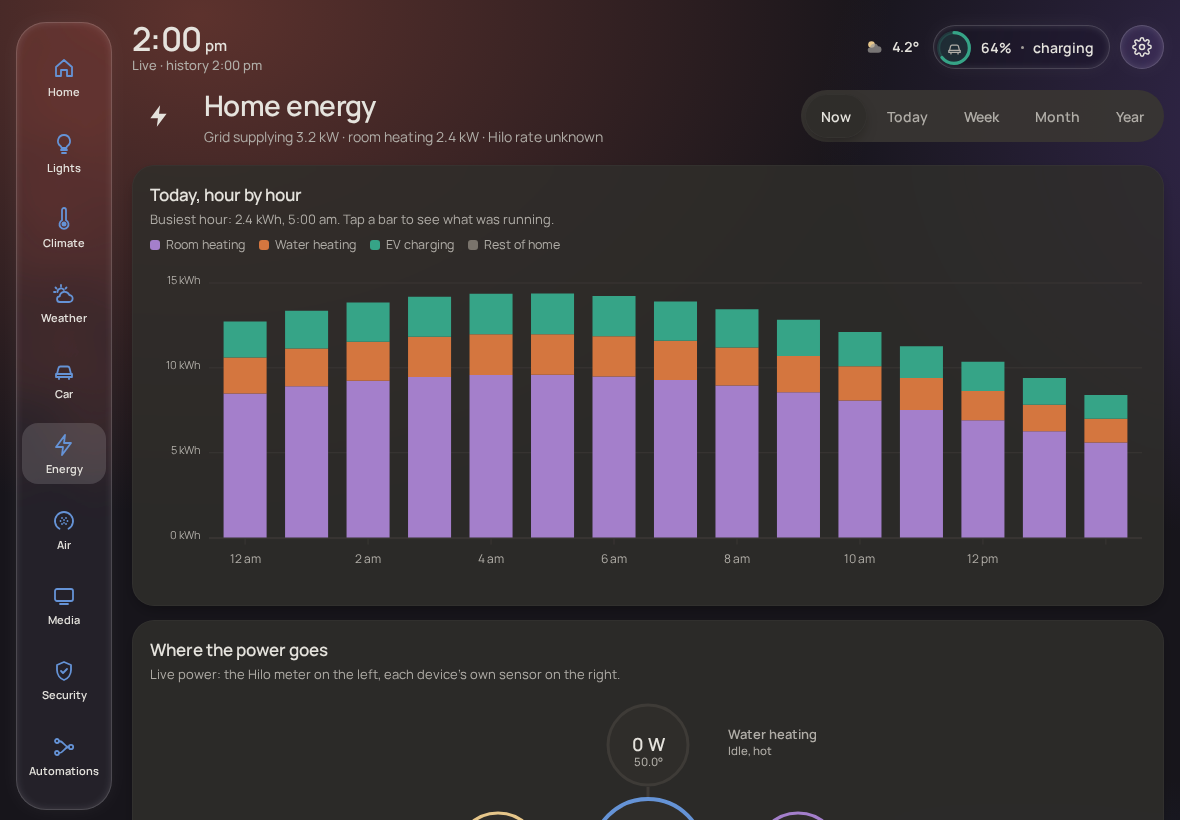 2:00 pm
Live · history 2:00 pm
4.2°
64% · charging
Home
Lights
Climate
Weather
Car
Energy
Air
Media
Security
Automations
Home energy
Grid supplying 3.2 kW · room heating 2.4 kW · Hilo rate unknown
Now Today Week Month Year
Today, hour by hour
Busiest hour: 2.4 kWh, 5:00 am. Tap a bar to see what was running.
Room heating Water heating EV charging Rest of home
15 kWh
10 kWh
5 kWh
0 kWh
12 am 2 am 4 am 6 am 8 am 10 am 12 pm
Where the power goes
Live power: the Hilo meter on the left, each device's own sensor on the right.
0 W
50.0°
Water heating
Idle, hot